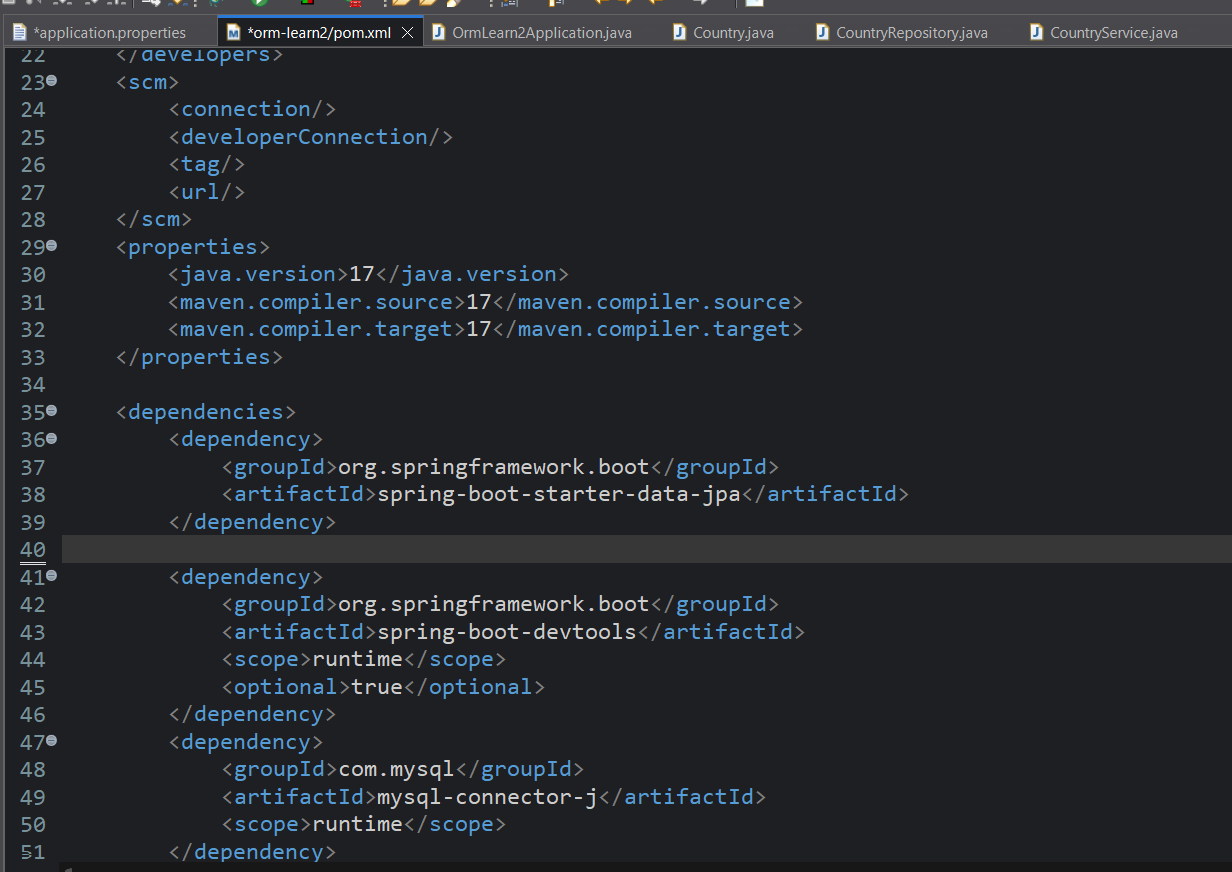 *application.properties
*orm-learn2/pom.xml
OrmLearn2Application.java
Country.java
CountryRepository.java
CountryService.java
22     </developers>
23     <scm>
24         <connection/>
25         <developerConnection/>
26         <tag/>
27         <url/>
28     </scm>
29     <properties>
30         <java.version>17</java.version>
31         <maven.compiler.source>17</maven.compiler.source>
32         <maven.compiler.target>17</maven.compiler.target>
33     </properties>
34
35     <dependencies>
36         <dependency>
37             <groupId>org.springframework.boot</groupId>
38             <artifactId>spring-boot-starter-data-jpa</artifactId>
39         </dependency>
40
41         <dependency>
42             <groupId>org.springframework.boot</groupId>
43             <artifactId>spring-boot-devtools</artifactId>
44             <scope>runtime</scope>
45             <optional>true</optional>
46         </dependency>
47         <dependency>
48             <groupId>com.mysql</groupId>
49             <artifactId>mysql-connector-j</artifactId>
50             <scope>runtime</scope>
51         </dependency>